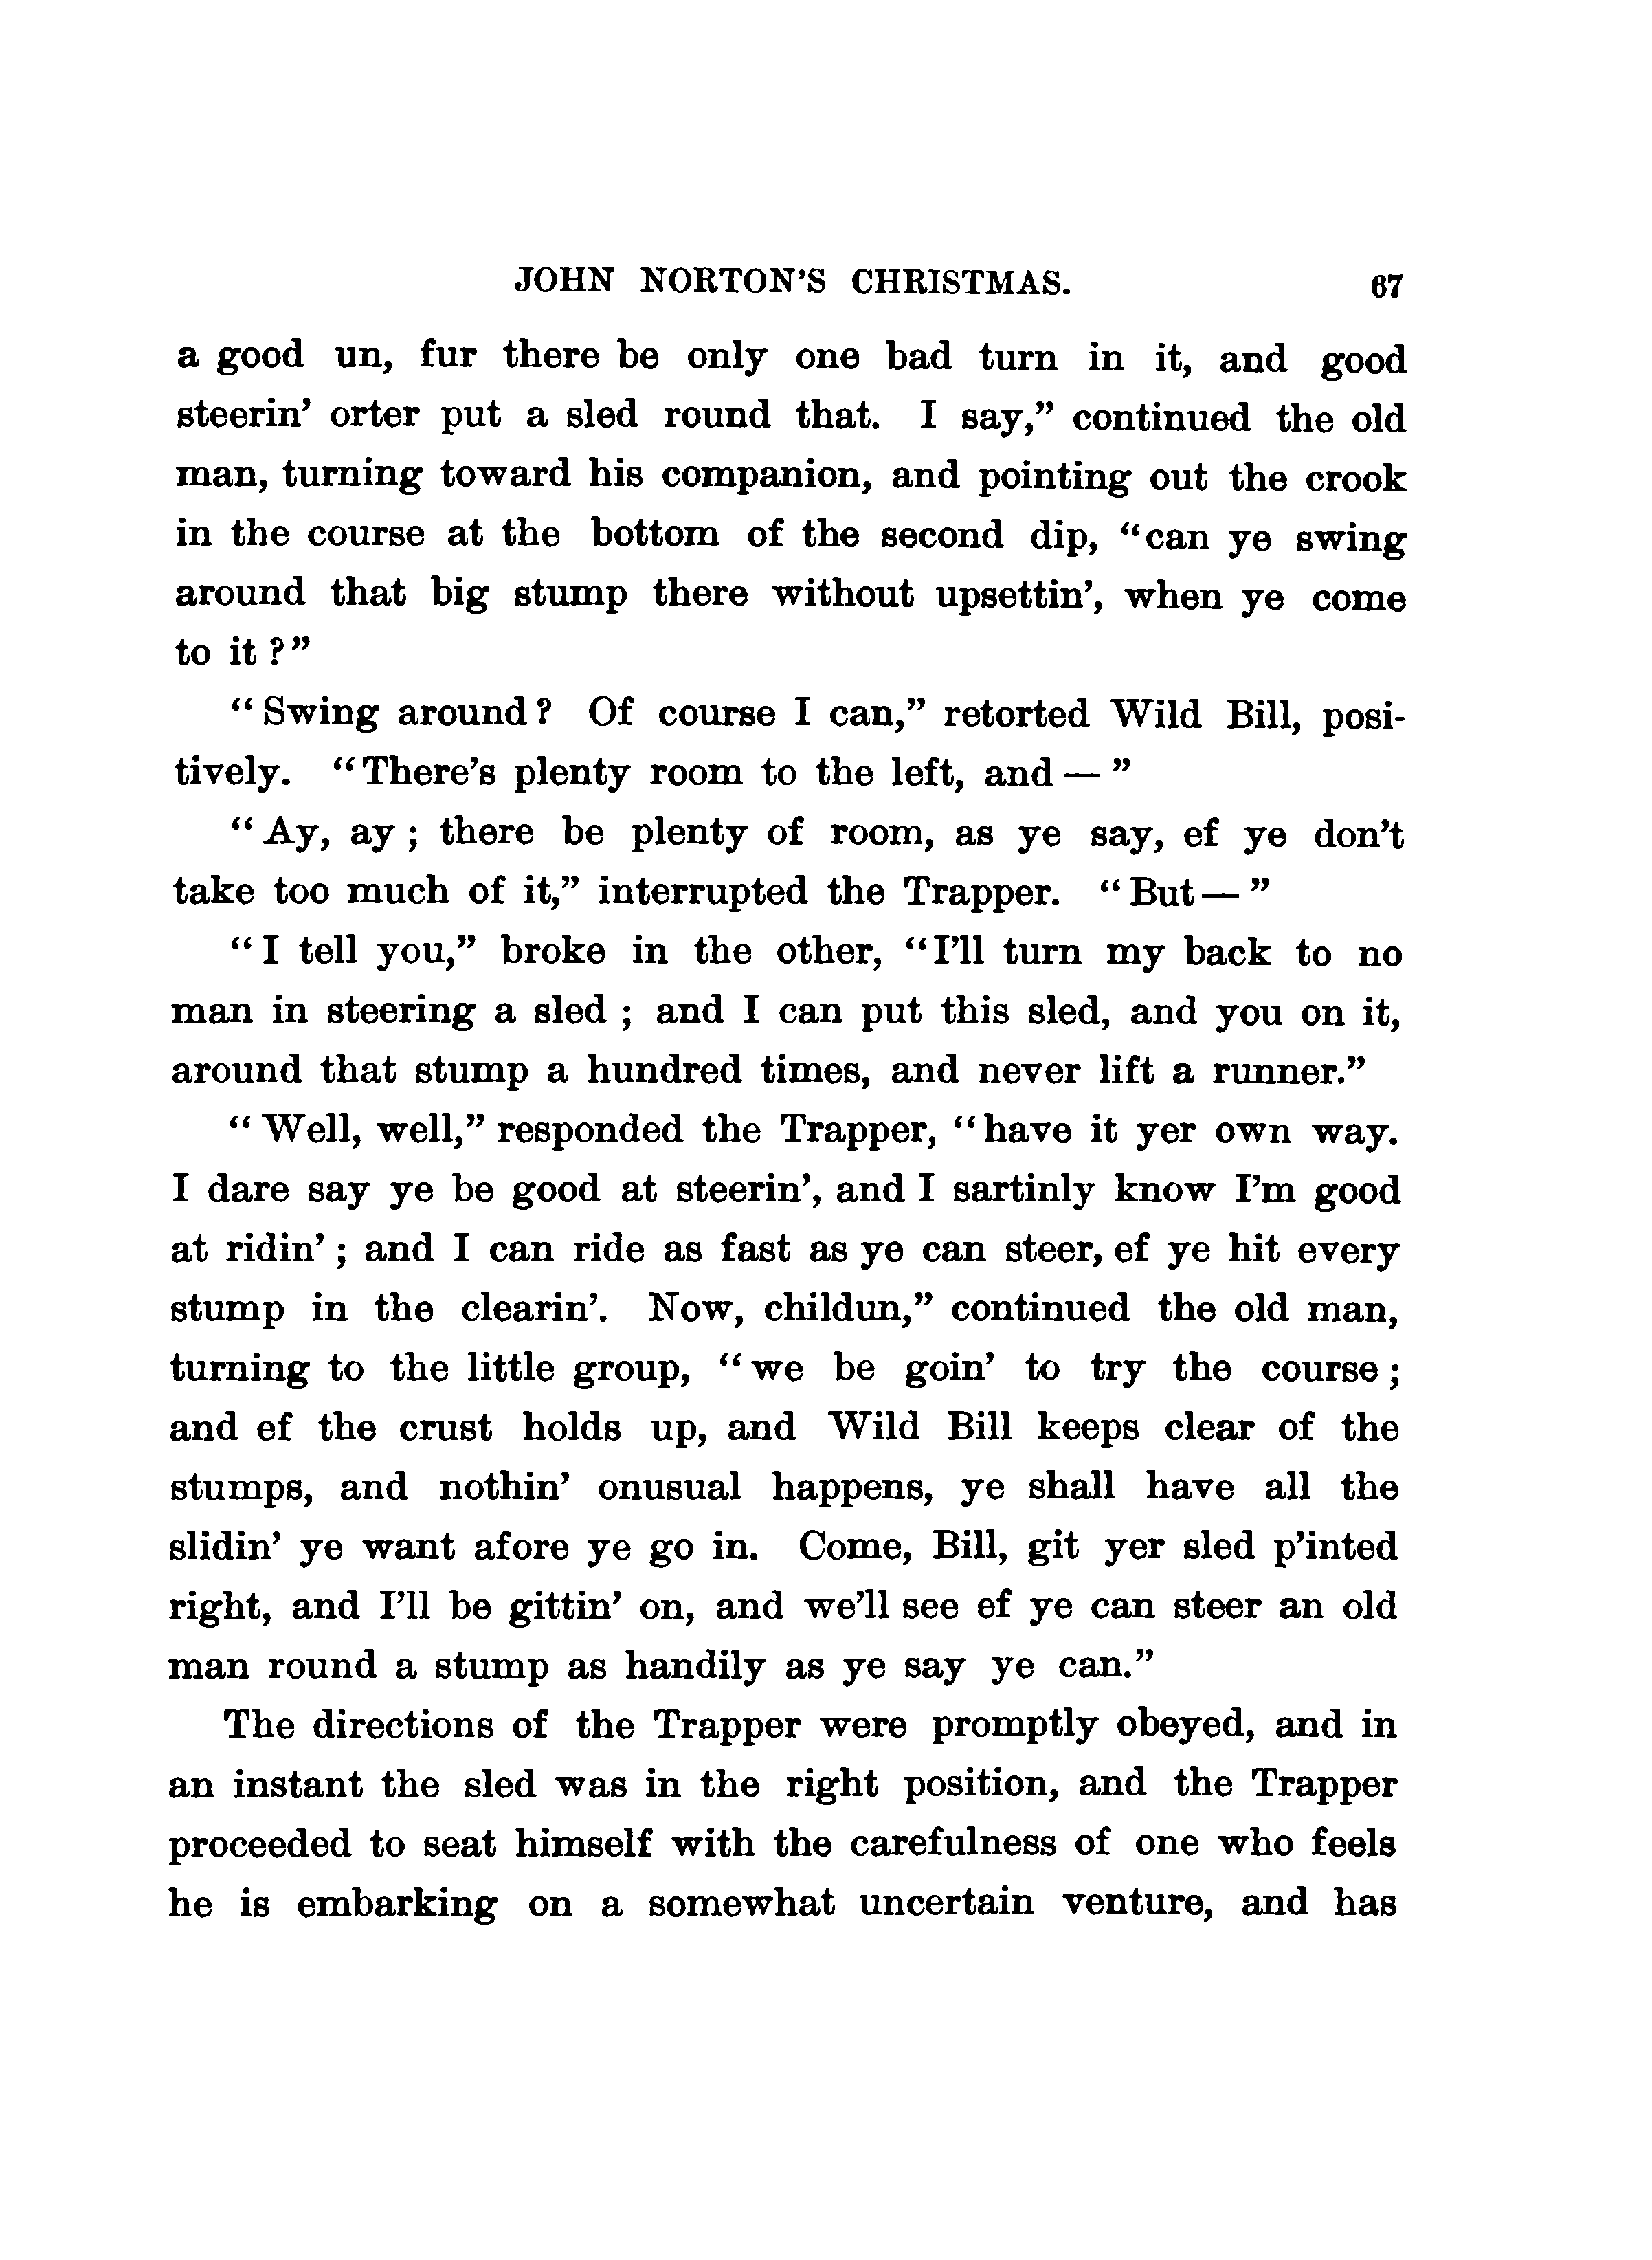 JOHN NORTON'S CHRISTMAS. 67
a good un, fur there be only one bad turn in it, and good
steerin' orter put a sled round that. I say,” continued the old
man, turning toward his companion, and pointing out the crook
in the course at the bottom of the second dip, “can ye swing
around that big stump there without upsettin', when ye come
to it?”
“Swing around? Of course I can,” retorted Wild Bill, posi-
tively. “There's plenty room to the left, and—”
“Ay, ay; there be plenty of room, as ye say, ef ye don't
take too much of it,” interrupted the Trapper. “But—”
“I tell you,” broke in the other, “I'll turn my back to no
man in steering a sled; and I can put this sled, and you on it,
around that stump a hundred times, and never lift a runner.”
“Well, well,” responded the Trapper, “have it yer own way.
I dare say ye be good at steerin', and I sartinly know I'm good
at ridin'; and I can ride as fast as ye can steer, ef ye hit every
stump in the clearin'. Now, childun,” continued the old man,
turning to the little group, “we be goin' to try the course;
and ef the crust holds up, and Wild Bill keeps clear of the
stumps, and nothin' onusual happens, ye shall have all the
slidin' ye want afore ye go in. Come, Bill, git yer sled p'inted
right, and I'll be gittin' on, and we'll see ef ye can steer an old
man round a stump as handily as ye say ye can.”
The directions of the Trapper were promptly obeyed, and in
an instant the sled was in the right position, and the Trapper
proceeded to seat himself with the carefulness of one who feels
he is embarking on a somewhat uncertain venture, and has